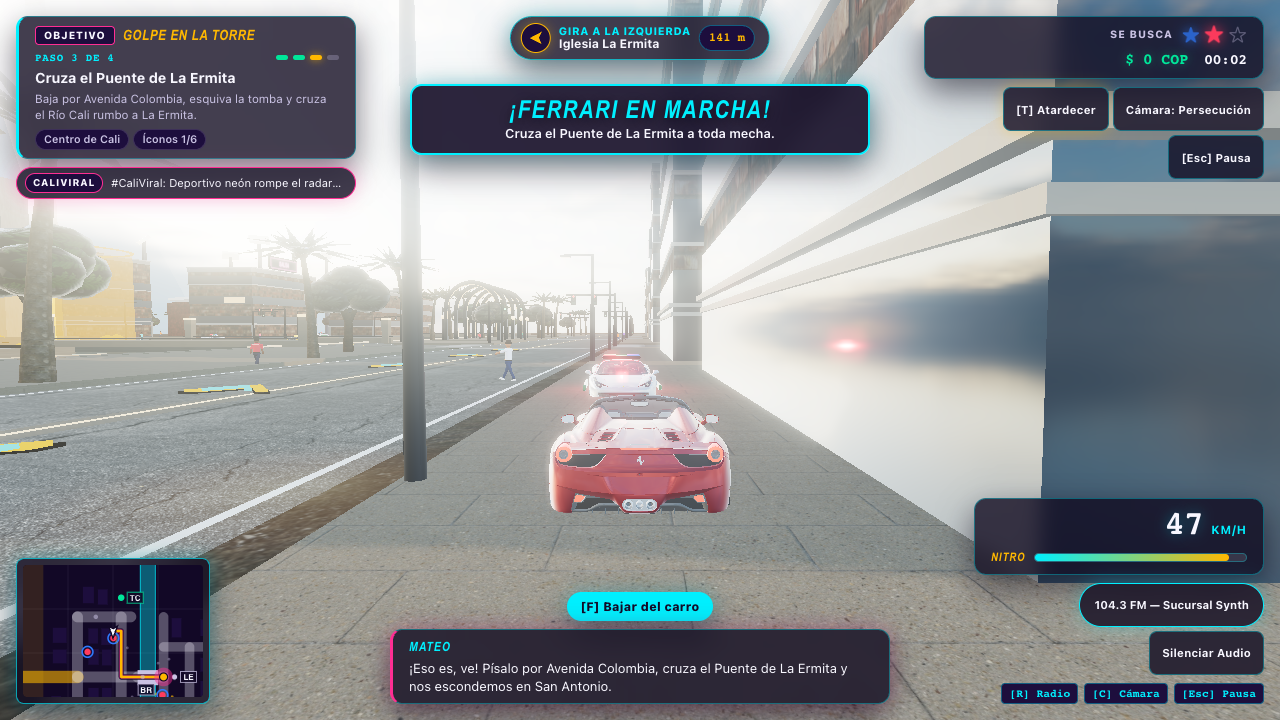 OBJETIVO GOLPE EN LA TORRE
PASO 3 DE 4
Cruza el Puente de La Ermita
Baja por Avenida Colombia, esquiva la tomba y cruza
el Río Cali rumbo a La Ermita.
Centro de Cali Íconos 1/6
CALIVIRAL #CaliViral: Deportivo neón rompe el radar...
GIRA A LA IZQUIERDA
Iglesia La Ermita
141 m
¡FERRARI EN MARCHA!
Cruza el Puente de La Ermita a toda mecha.
SE BUSCA
$ 0 COP 00:02
[T] Atardecer Cámara: Persecución
[Esc] Pausa
47 KM/H
NITRO
104.3 FM — Sucursal Synth
Silenciar Audio
[R] Radio [C] Cámara [Esc] Pausa
[F] Bajar del carro
MATEO
¡Eso es, ve! Písalo por Avenida Colombia, cruza el Puente de La Ermita y
nos escondemos en San Antonio.
TC
LE
BR